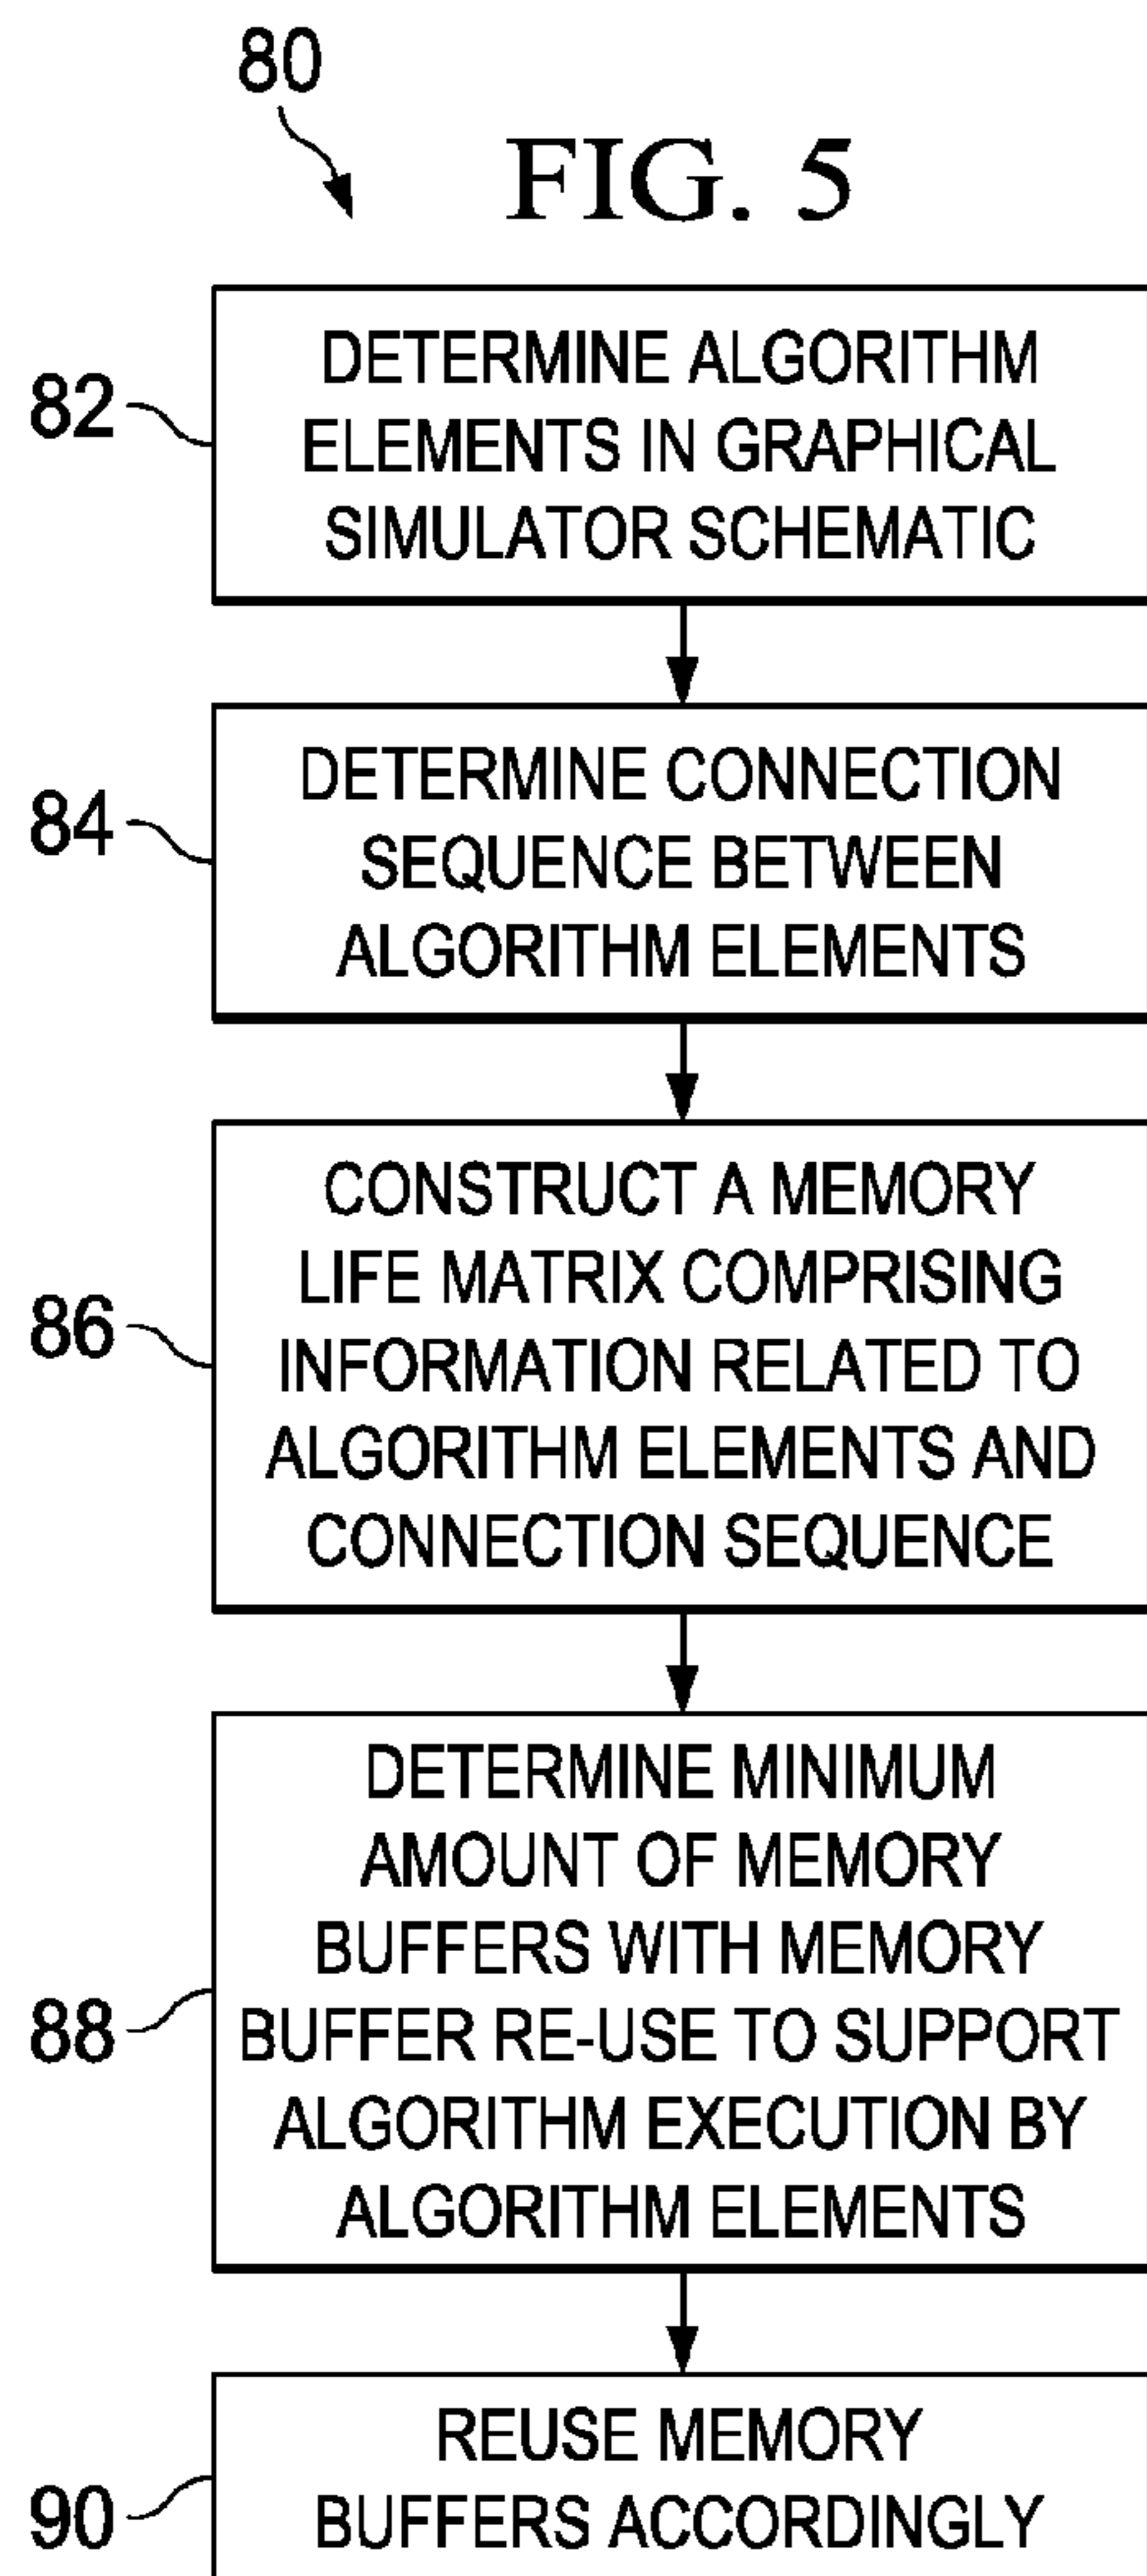 80
FIG. 5
82
DETERMINE ALGORITHM
ELEMENTS IN GRAPHICAL
SIMULATOR SCHEMATIC
84
DETERMINE CONNECTION
SEQUENCE BETWEEN
ALGORITHM ELEMENTS
86
CONSTRUCT A MEMORY
LIFE MATRIX COMPRISING
INFORMATION RELATED TO
ALGORITHM ELEMENTS AND
CONNECTION SEQUENCE
88
DETERMINE MINIMUM
AMOUNT OF MEMORY
BUFFERS WITH MEMORY
BUFFER RE-USE TO SUPPORT
ALGORITHM EXECUTION BY
ALGORITHM ELEMENTS
90
REUSE MEMORY
BUFFERS ACCORDINGLY